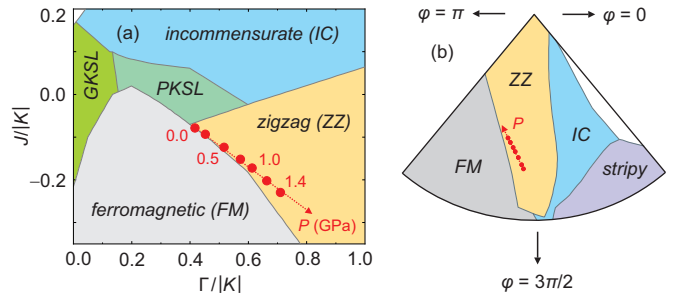 (a)
incommensurate (IC)
GKSL
PKSL
zigzag (ZZ)
ferromagnetic (FM)
0.0
0.5
1.0
1.4
P (GPa)
0.2
0.0
−0.2
J/|K|
0.0 0.2 0.4 0.6 0.8 1.0
Γ/|K|
φ = π
φ = 0
(b)
ZZ
P
IC
FM
stripy
φ = 3π/2